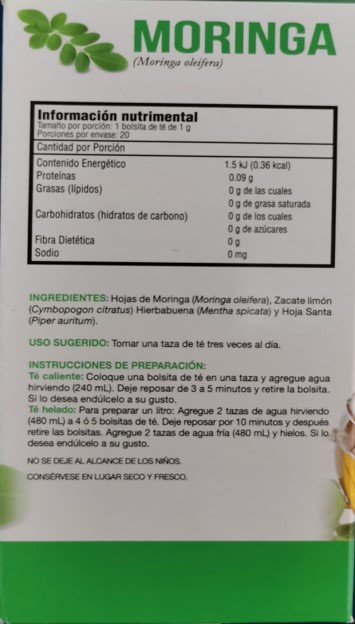 MORINGA
(Moringa oleifera)
Información nutrimental
Tamaño por porción: 1 bolsita de té de 1 g
Porciones por envase: 20
Cantidad por Porción
Contenido Energético 1.5 kJ (0.36 kcal)
Proteínas 0.09 g
Grasas (lípidos) 0 g de las cuales
0 g de grasa saturada
Carbohidratos (hidratos de carbono) 0 g de los cuales
0 g de azúcares
Fibra Dietética 0 g
Sodio 0 mg
INGREDIENTES: Hojas de Moringa (Moringa oleifera), Zacate limón
(Cymbopogon citratus) Hierbabuena (Mentha spicata) y Hoja Santa
(Piper auritum).
USO SUGERIDO: Tomar una taza de té tres veces al día.
INSTRUCCIONES DE PREPARACIÓN:
Té caliente: Coloque una bolsita de té en una taza y agregue agua
hirviendo (240 mL). Deje reposar de 3 a 5 minutos y retire la bolsita.
Si lo desea endúlcelo a su gusto.
Té helado: Para preparar un litro: Agregue 2 tazas de agua hirviendo
(480 mL) a 4 ó 5 bolsitas de té. Deje reposar por 10 minutos y después
retire las bolsitas. Agregue 2 tazas de agua fría (480 mL) y hielos. Si lo
desea endúlcelo a su gusto.
NO SE DEJE AL ALCANCE DE LOS NIÑOS.
CONSÉRVESE EN LUGAR SECO Y FRESCO.